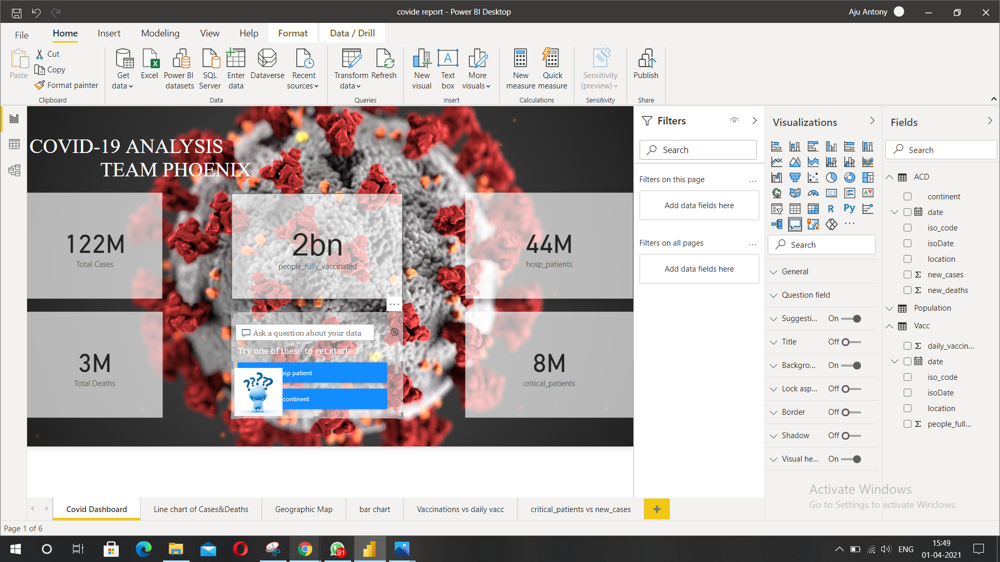 covide report - Power BI Desktop
Aju Antony
File
Home
Insert
Modeling
View
Help
Format
Data / Drill
Paste
Cut
Copy
Format painter
Clipboard
Get data
Excel
Power BI datasets
SQL Server
Enter data
Dataverse
Recent sources
Data
Transform data
Refresh
Queries
New visual
Text box
More visuals
Insert
New measure
Quick measure
Calculations
Sensitivity (preview)
Sensitivity
Publish
Share
COVID-19 ANALYSIS
TEAM PHOENIX
122M
Total Cases
2bn
people_fully_vaccinated
44M
hosp_patients
3M
Total Deaths
Ask a question about your data
Try one of these to get started
osp patient
continent
8M
critical_patients
Filters
Search
Filters on this page
...
Add data fields here
Filters on all pages
...
Add data fields here
Visualizations
123
R
Py
...
Search
General
Question field
Suggesti... On
Title Off
Backgro... On
Lock asp... Off
Border Off
Shadow Off
Visual he... On
Fields
Search
ACD
continent
date
iso_code
isoDate
location
Σ new_cases
Σ new_deaths
Population
Vacc
Σ daily_vaccin...
date
iso_code
isoDate
location
Σ people_full...
Activate Windows
Go to Settings to activate Windows.
Covid Dashboard
Line chart of Cases&Deaths
Geographic Map
bar chart
Vaccinations vs daily vacc
critical_patients vs new_cases
+
Page 1 of 6
91
ENG
15:49
01-04-2021